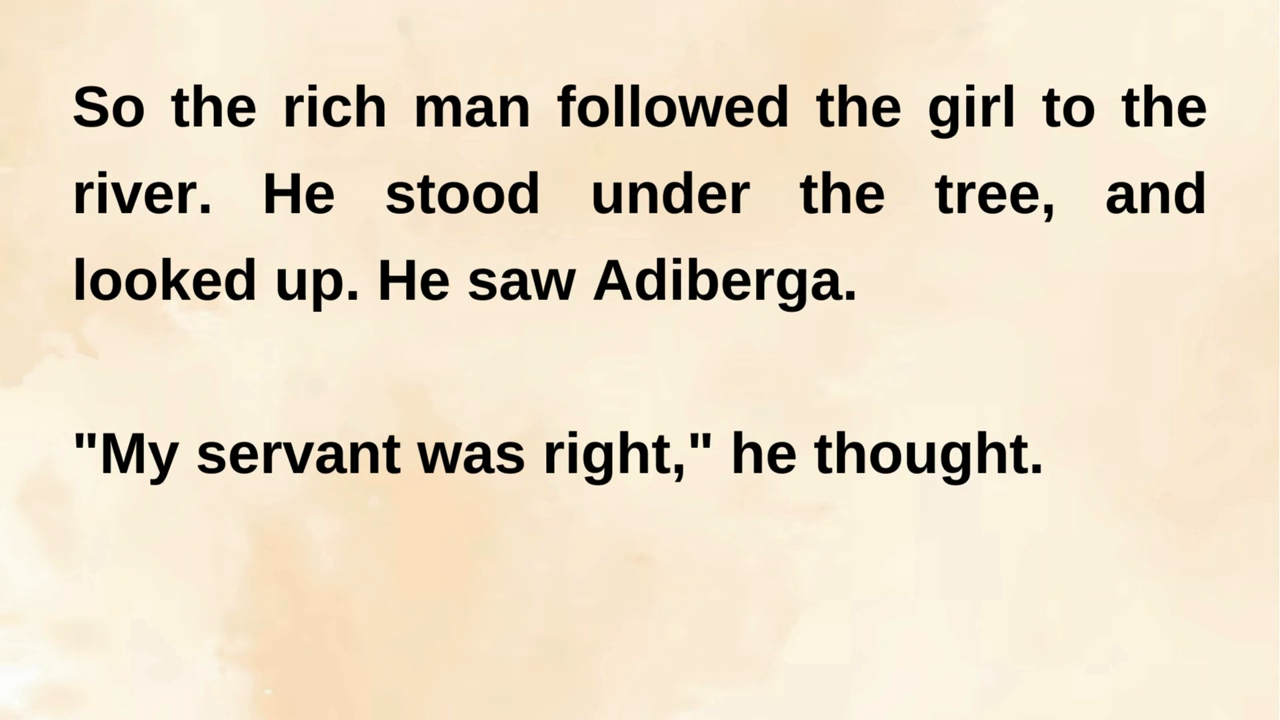 So the rich man followed the girl to the
river. He stood under the tree, and
looked up. He saw Adiberga.
"My servant was right," he thought.